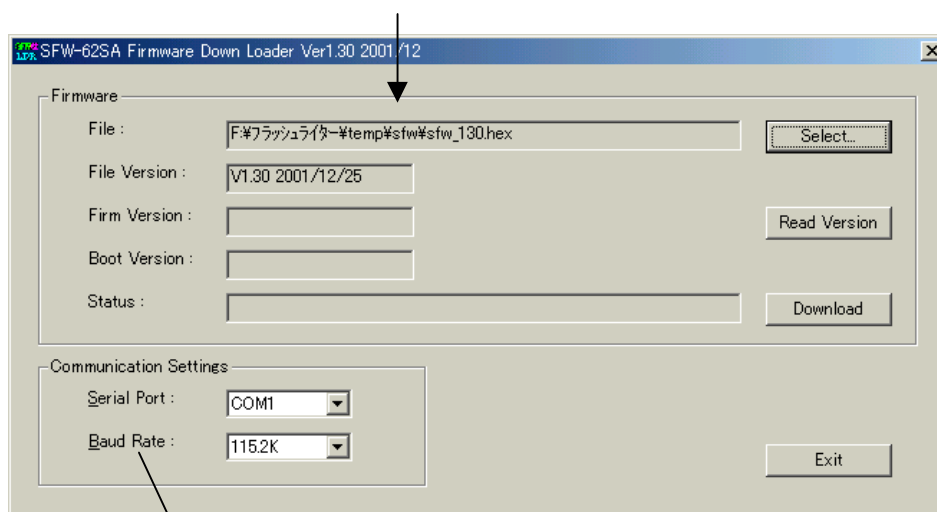 SFW-62SA Firmware Down Loader Ver1.30 2001/12
Firmware
File :
F:¥フラッシュライター¥temp¥sfw¥sfw_130.hex
Select...
File Version :
V1.30 2001/12/25
Firm Version :
Read Version
Boot Version :
Status :
Download
Communication Settings
Serial Port :
COM1
Baud Rate :
115.2K
Exit